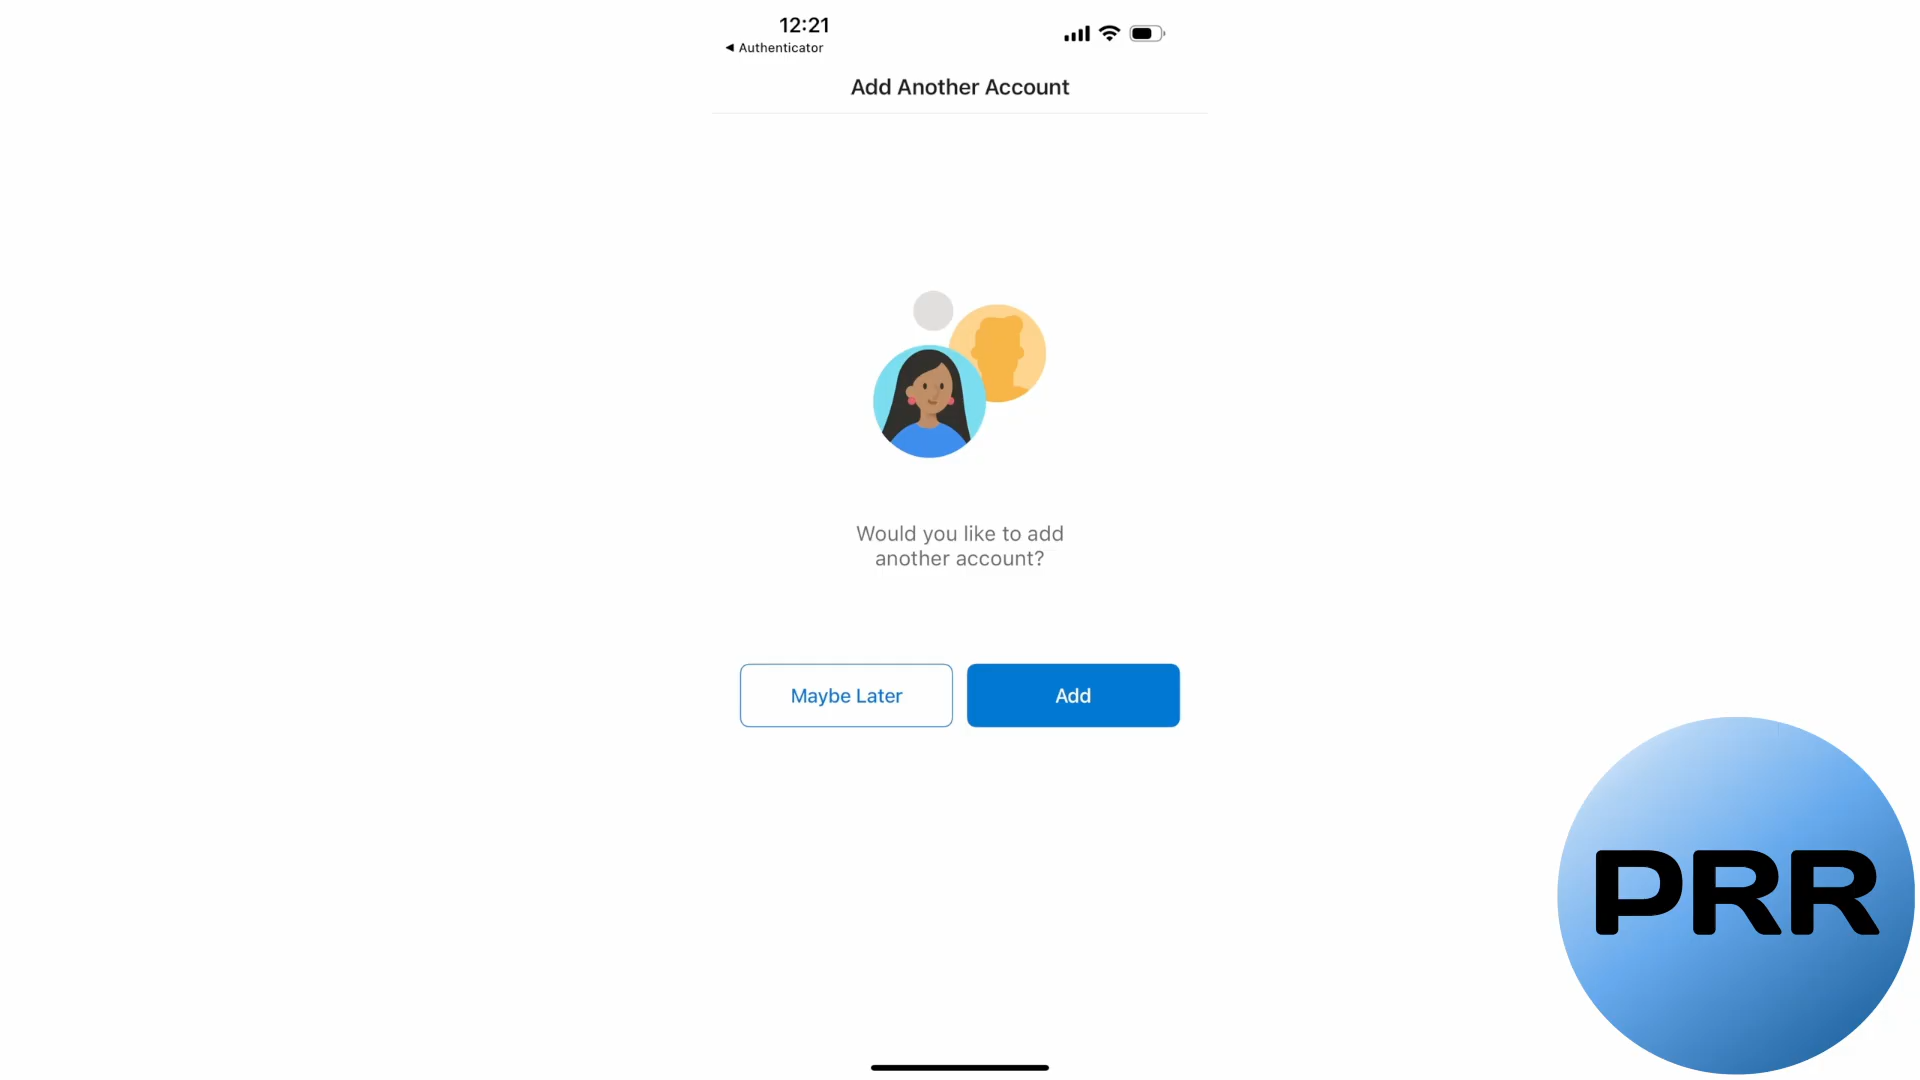 12:21
◀ Authenticator
Add Another Account
Would you like to add
another account?
Maybe Later
Add
PRR